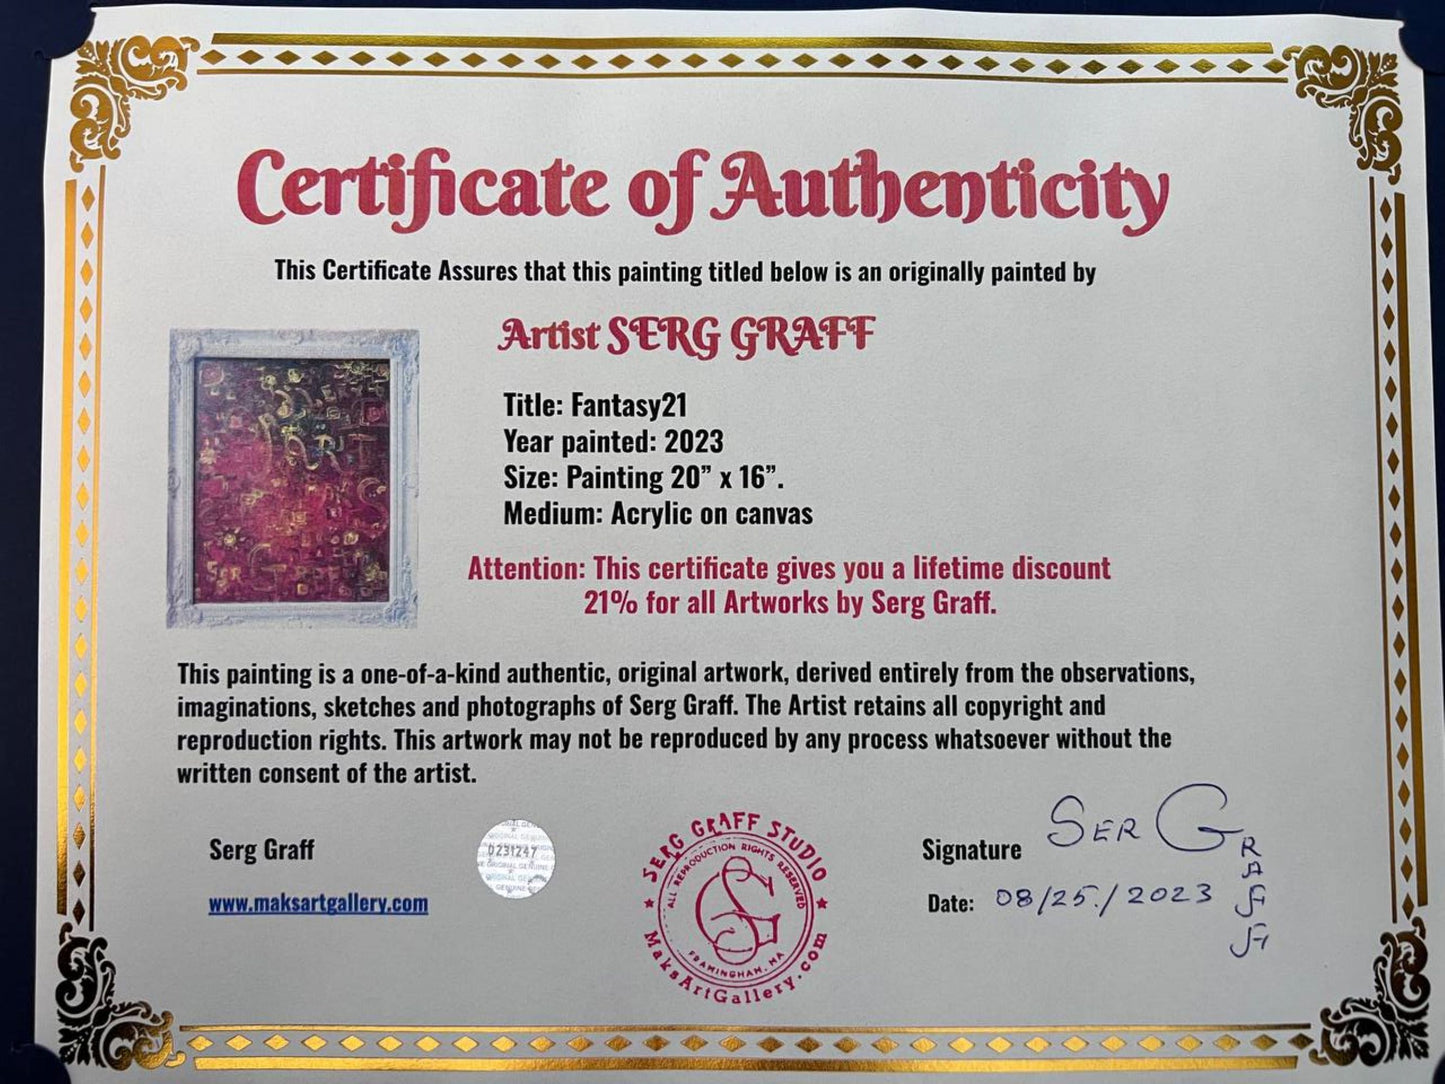 Certificate of Authenticity
This Certificate Assures that this painting titled below is an originally painted by
Artist SERG GRAFF
Title: Fantasy21
Year painted: 2023
Size: Painting 20” x 16”.
Medium: Acrylic on canvas
Attention: This certificate gives you a lifetime discount
21% for all Artworks by Serg Graff.
This painting is a one-of-a-kind authentic, original artwork, derived entirely from the observations,
imaginations, sketches and photographs of Serg Graff. The Artist retains all copyright and
reproduction rights. This artwork may not be reproduced by any process whatsoever without the
written consent of the artist.
Serg Graff
www.maksartgallery.com
D231247
ORIGINAL GENUINE
SERG GRAFF STUDIO
ALL REPRODUCTION RIGHTS RESERVED
SG
FRAMINGHAM, MA
MaksArtGallery.com
Signature SER GRAFF
Date: 08/25./2023